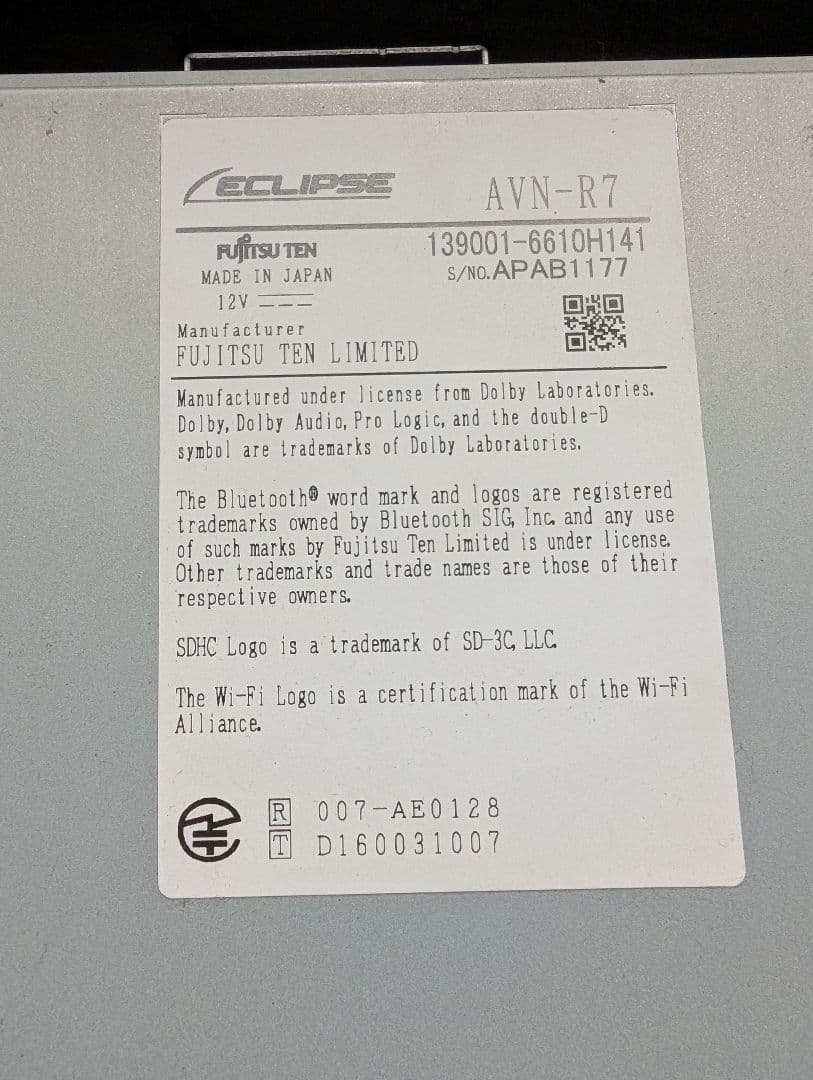 ECLIPSE AVN-R7
FUJITSU TEN 139001-6610H141
MADE IN JAPAN S/NO.APAB1177
12V
Manufacturer
FUJITSU TEN LIMITED
Manufactured under license from Dolby Laboratories.
Dolby, Dolby Audio, Pro Logic, and the double-D
symbol are trademarks of Dolby Laboratories.
The Bluetooth® word mark and logos are registered
trademarks owned by Bluetooth SIG, Inc. and any use
of such marks by Fujitsu Ten Limited is under license.
Other trademarks and trade names are those of their
respective owners.
SDHC Logo is a trademark of SD-3C, LLC.
The Wi-Fi Logo is a certification mark of the Wi-Fi
Alliance.
R 007-AE0128
T D160031007